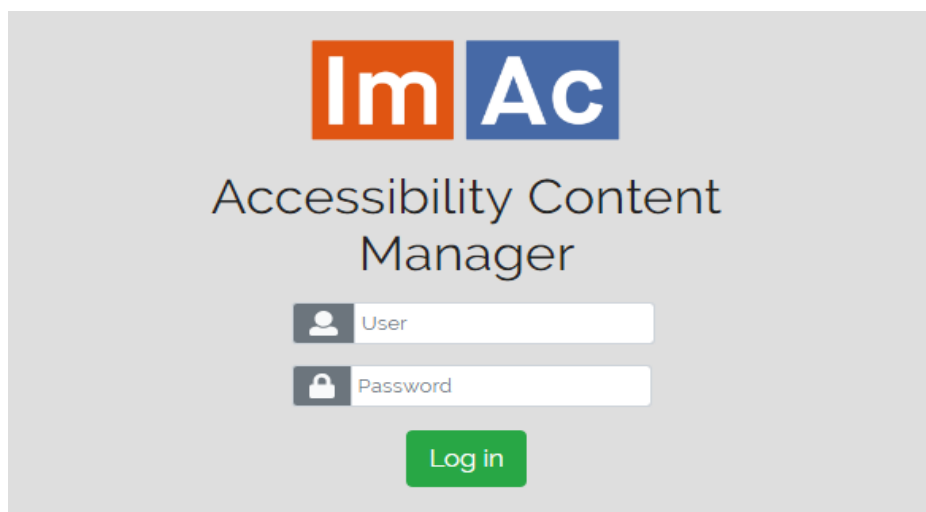 Im Ac
Accessibility Content
Manager
User
Password
Log in